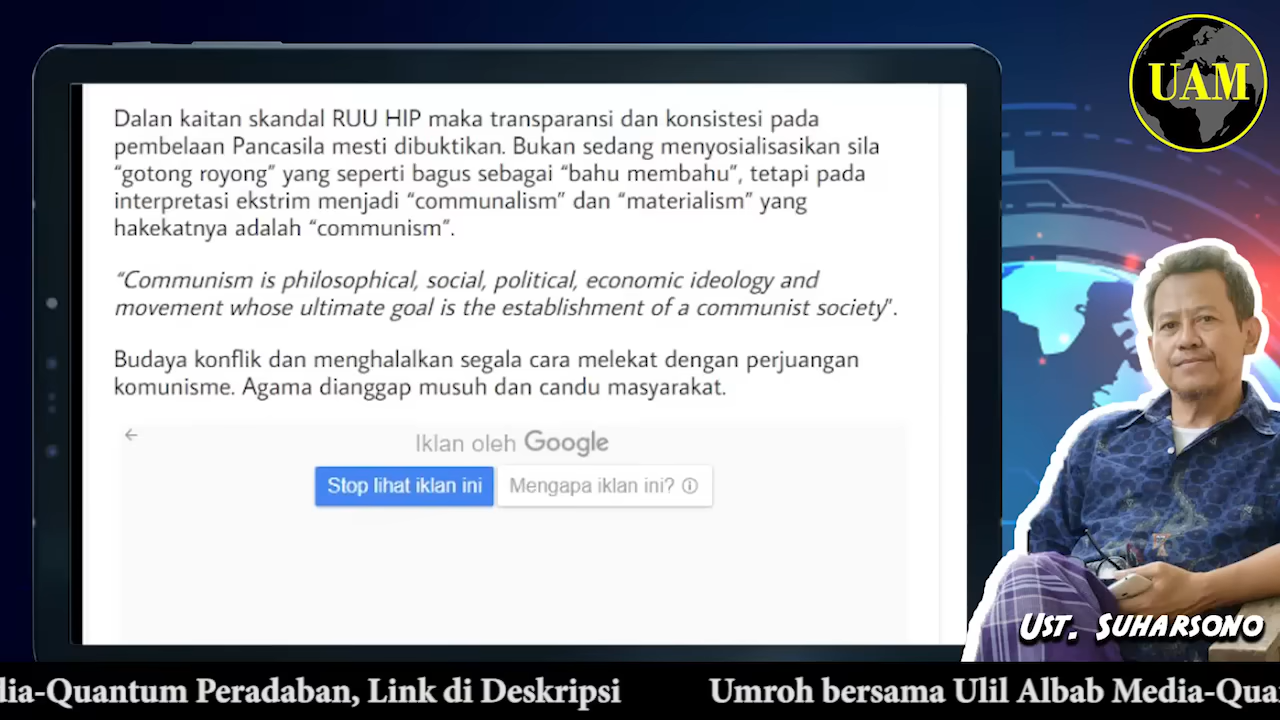 UAM
Dalan kaitan skandal RUU HIP maka transparansi dan konsistesi pada
pembelaan Pancasila mesti dibuktikan. Bukan sedang menyosialisasikan sila
“gotong royong” yang seperti bagus sebagai “bahu membahu”, tetapi pada
interpretasi ekstrim menjadi “communalism” dan “materialism” yang
hakekatnya adalah “communism”.
“Communism is philosophical, social, political, economic ideology and
movement whose ultimate goal is the establishment of a communist society”.
Budaya konflik dan menghalalkan segala cara melekat dengan perjuangan
komunisme. Agama dianggap musuh dan candu masyarakat.
Iklan oleh Google
Stop lihat iklan ini
Mengapa iklan ini?
UST. SUHARSONO
lia-Quantum Peradaban, Link di Deskripsi
Umroh bersama Ulil Albab Media-Qua